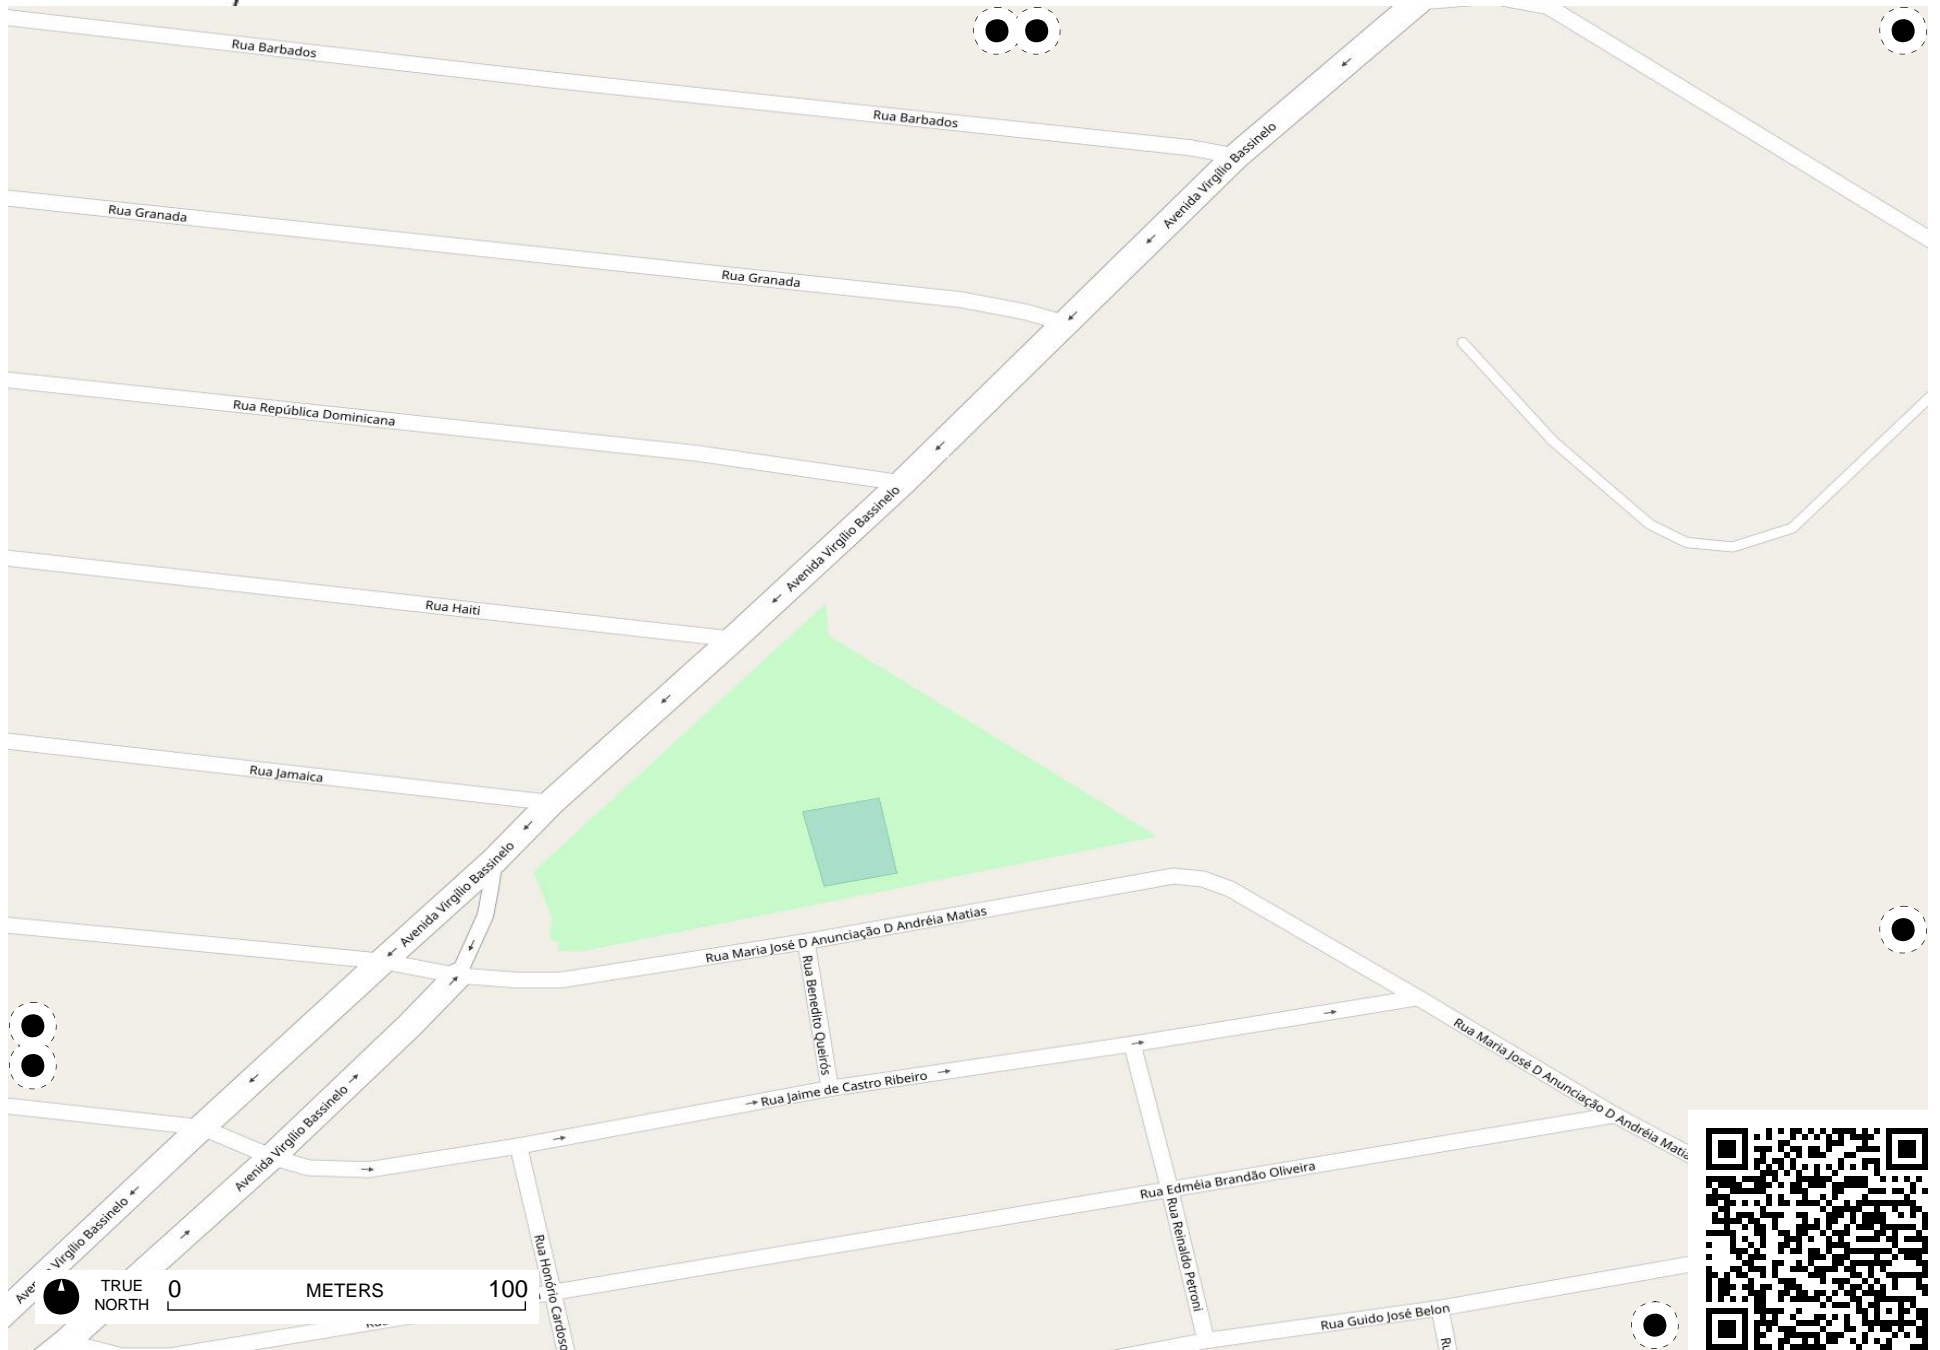 Rua Barbados
Rua Barbados
Avenida Virgílio Bassinelo
Rua Granada
Rua Granada
Rua República Dominicana
Avenida Virgílio Bassinelo
Rua Haiti
Rua Jamaica
Avenida Virgílio Bassinelo
Rua Maria José D Anunciação D Andréia Matias
Rua Benedito Queirós
Rua Maria José D Anunciação D Andréia Matia
Rua Jaime de Castro Ribeiro
Avenida Virgílio Bassinelo
Rua Edméia Brandão Oliveira
Virgílio Bassinelo
Rua Honório Cardoso
Rua Reinaldo Petroni
Rua Guido José Belon
TRUE
NORTH
0 METERS 100